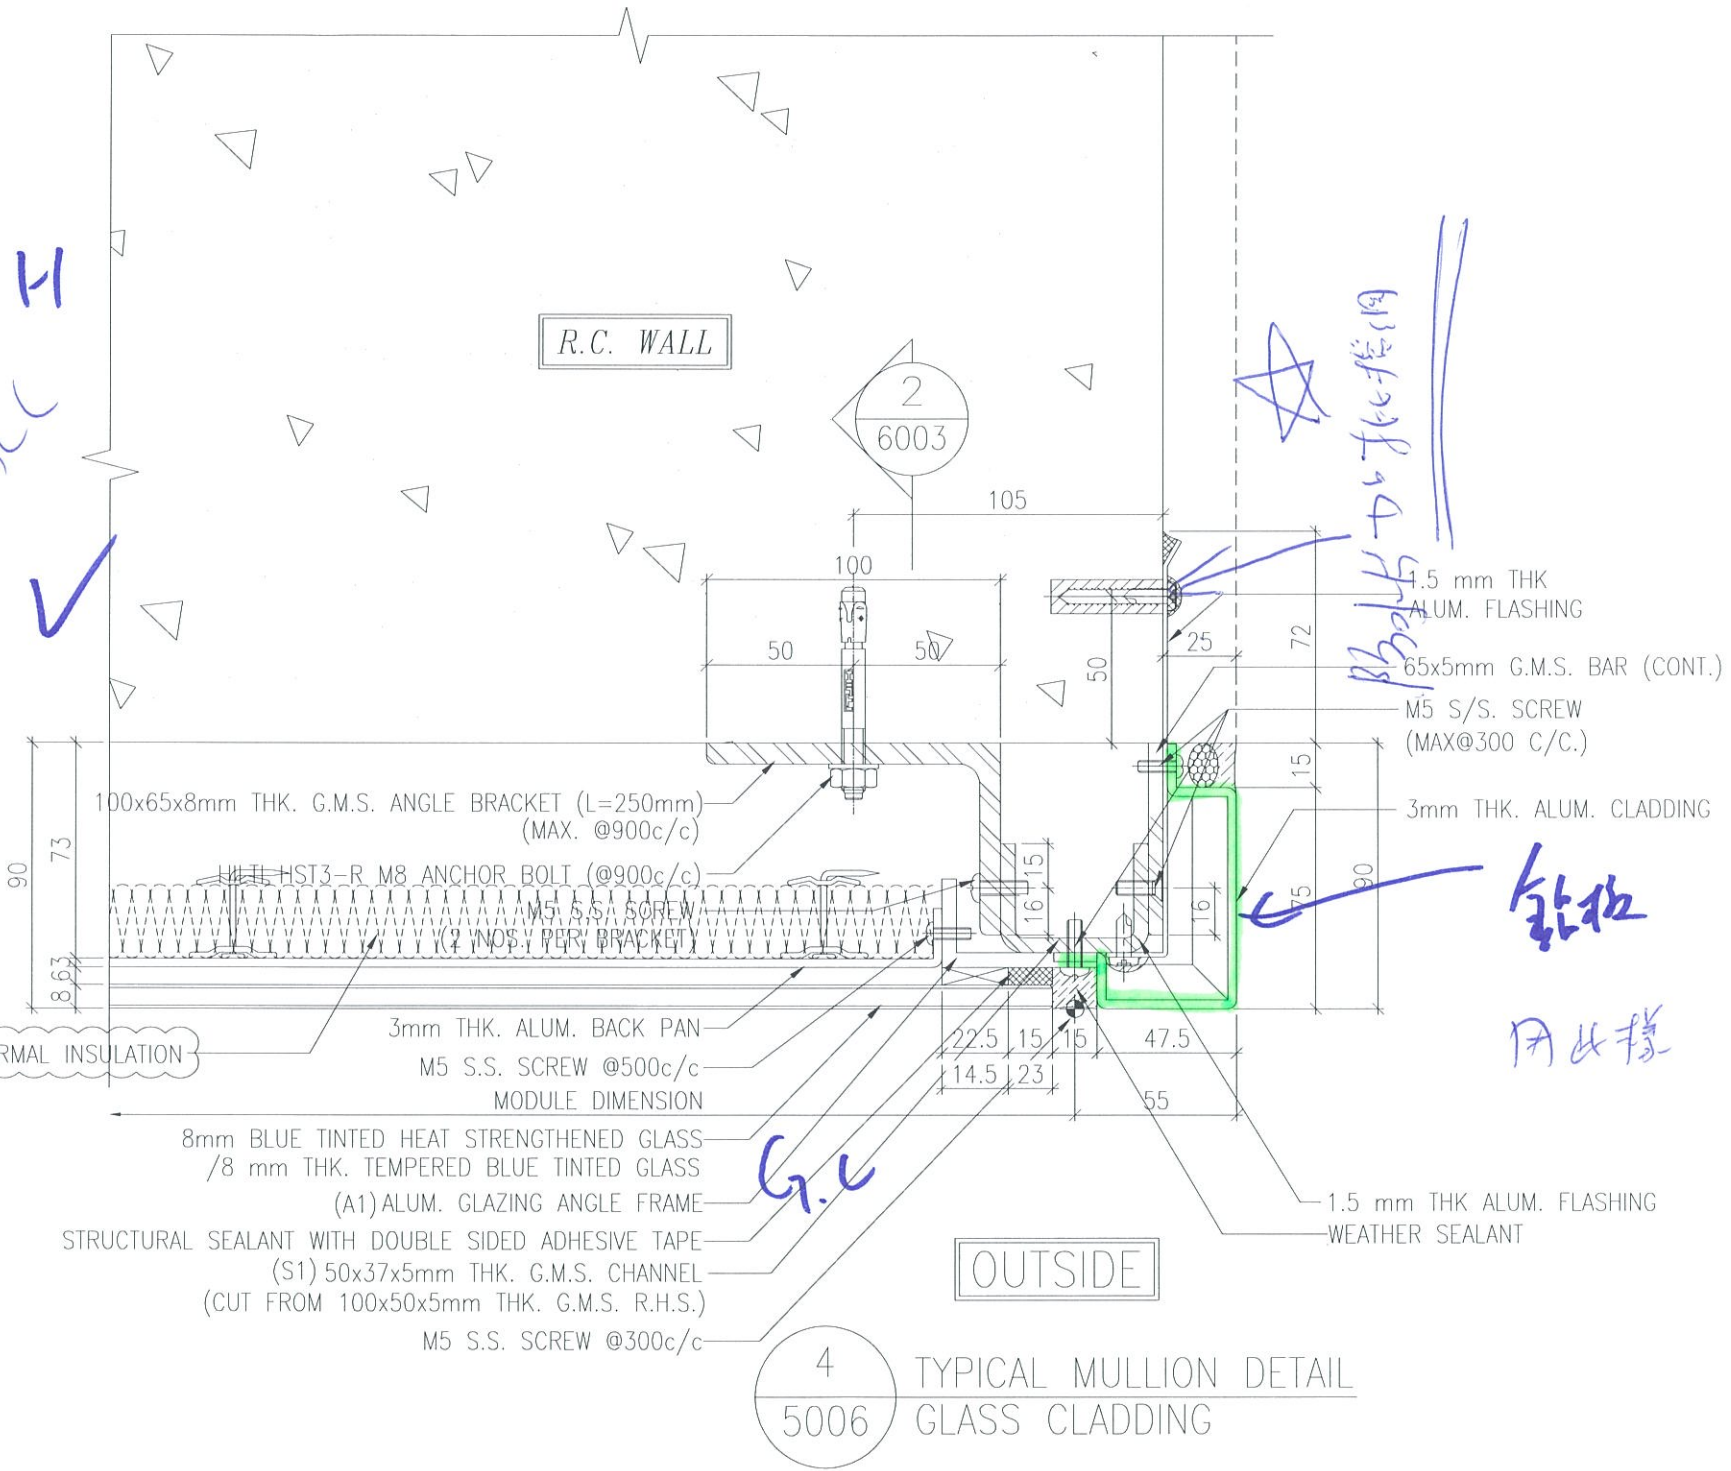 H
R.C. WALL
2
6003
105
100
50
50
50
25
72
1.5 mm THK
ALUM. FLASHING
65x5mm G.M.S. BAR (CONT.)
M5 S/S. SCREW
(MAX@300 C/C.)
15
3mm THK. ALUM. CLADDING
75
90
16
鋁板
用此樣
90
73
3
6
8
100x65x8mm THK. G.M.S. ANGLE BRACKET (L=250mm)
(MAX. @900c/c)
HILTI HST3-R M8 ANCHOR BOLT (@900c/c)
M5 S.S. SCREW
(2 NOS. PER BRACKET)
15
16
3mm THK. ALUM. BACK PAN
RMAL INSULATION
M5 S.S. SCREW @500c/c
MODULE DIMENSION
22.5
15
15
47.5
14.5
23
55
8mm BLUE TINTED HEAT STRENGTHENED GLASS
/8 mm THK. TEMPERED BLUE TINTED GLASS
G.C
(A1) ALUM. GLAZING ANGLE FRAME
STRUCTURAL SEALANT WITH DOUBLE SIDED ADHESIVE TAPE
(S1) 50x37x5mm THK. G.M.S. CHANNEL
(CUT FROM 100x50x5mm THK. G.M.S. R.H.S.)
M5 S.S. SCREW @300c/c
1.5 mm THK ALUM. FLASHING
WEATHER SEALANT
OUTSIDE
4
5006
TYPICAL MULLION DETAIL
GLASS CLADDING